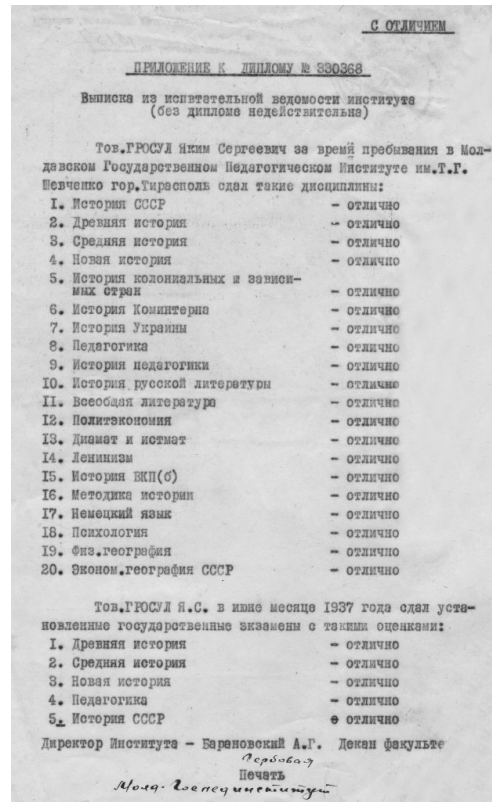 С ОТЛИЧИЕМ
ПРИЛОЖЕНИЕ К ДИПЛОМУ № 330368
Выписка из испытательной ведомости института
(без диплома недействительна)
Тов.ГРОСУЛ Яким Сергеевич за время пребывания в Мол-
давском Государственном Педагогическом Институте им.Т.Г.
Шевченко гор.Тирасполь сдал такие дисциплины:
I. История СССР - отлично
2. Древняя история - отлично
3. Средняя история - отлично
4. Новая история - отлично
5. История колониальных и зависи-
мых стран - отлично
6. История Коминтерна - отлично
7. История Украины - отлично
8. Педагогика - отлично
9. История педагогики - отлично
IO. История русской литературы - отлично
II. Всеобщая литература - отлично
I2. Политэкономия - отлично
I3. Диамат и истмат - отлично
I4. Ленинизм - отлично
I5. История ВКП(б) - отлично
I6. Методика истории - отлично
I7. Немецкий язык - отлично
I8. Психология - отлично
I9. Физ.география - отлично
20. Эконом.география СССР - отлично
Тов.ГРОСУЛ Я.С. в июне месяце I937 года сдал уста-
новленные государственные экзамены с такими оценками:
I. Древняя история - отлично
2. Средняя история - отлично
3. Новая история - отлично
4. Педагогика - отлично
5. История СССР - отлично
Директор Института - Барановский А.Г. Декан факульте
Гербовая
Печать
Молд. Госпединститут